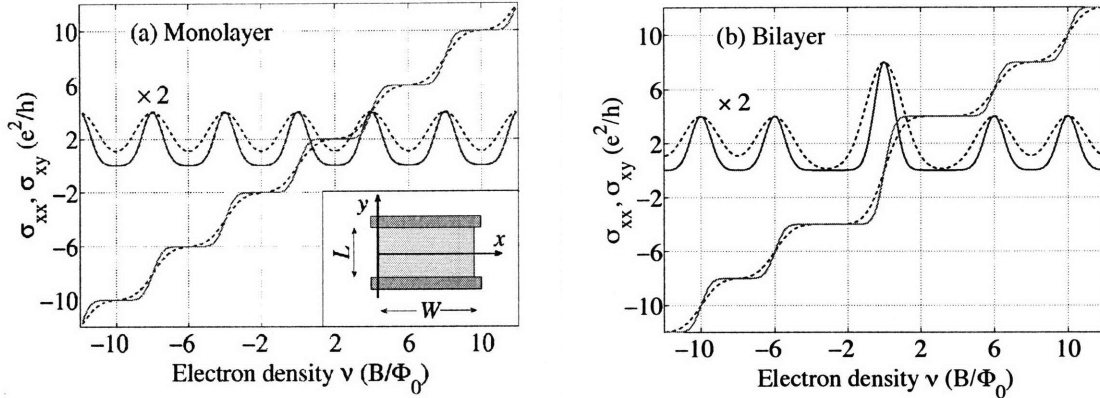 (a) Monolayer
× 2
10
6
2
−2
−6
−10
σxx, σxy (e²/h)
y
x
L
W
−10 −6 −2 2 6 10
Electron density ν (B/Φ0)
(b) Bilayer
× 2
10
6
2
−2
−6
−10
σxx, σxy (e²/h)
−10 −6 −2 2 6 10
Electron density ν (B/Φ0)